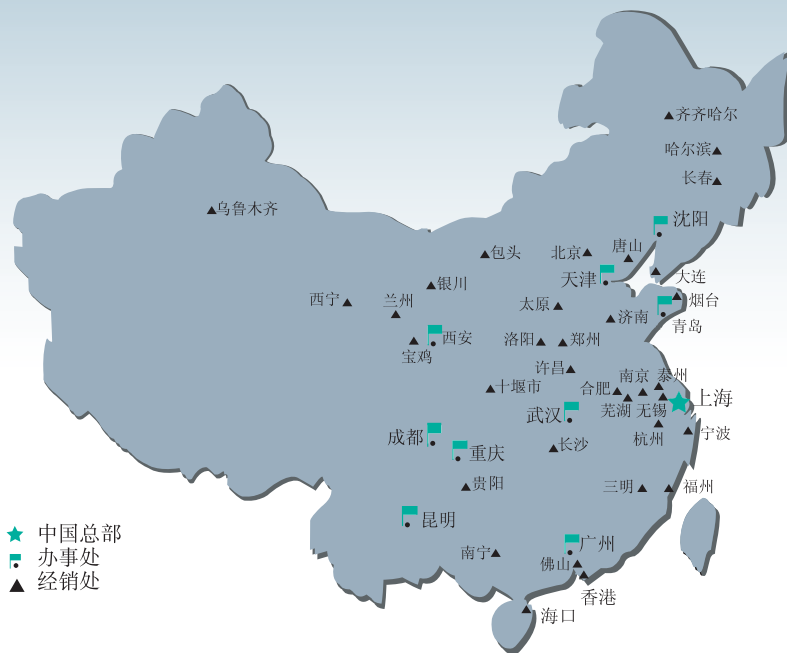 齐齐哈尔
哈尔滨
长春
乌鲁木齐
沈阳
唐山
包头
北京
天津
大连
银川
西宁
兰州
太原
烟台
济南
青岛
西安
洛阳
郑州
宝鸡
许昌
南京
泰州
十堰市
合肥
上海
芜湖
无锡
武汉
成都
杭州
宁波
长沙
重庆
贵阳
三明
福州
昆明
中国总部
广州
南宁
办事处
佛山
经销处
香港
海口